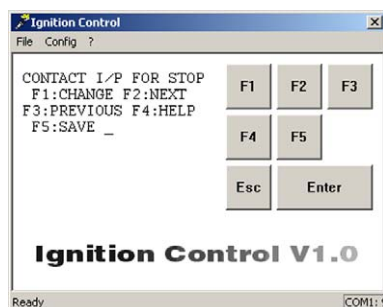 Ignition Control
File Config ?
CONTACT I/P FOR STOP
F1:CHANGE F2:NEXT
F3:PREVIOUS F4:HELP
F5:SAVE _
F1 F2 F3
F4 F5
Esc Enter
Ignition Control V1.0
Ready COM1: